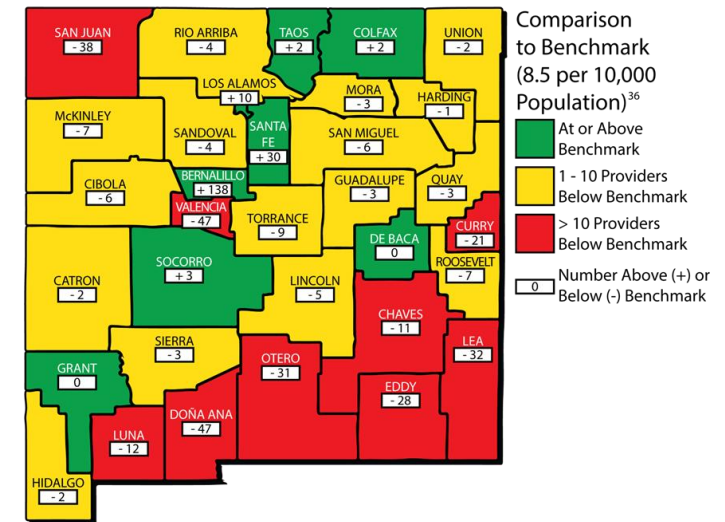 SAN JUAN
- 38
RIO ARRIBA
- 4
TAOS
+ 2
COLFAX
+ 2
UNION
- 2
LOS ALAMOS
+ 10
MORA
- 3
HARDING
- 1
McKINLEY
- 7
SANDOVAL
- 4
SANTA
FE
+ 30
SAN MIGUEL
- 6
CIBOLA
- 6
BERNALILLO
+ 138
VALENCIA
- 47
TORRANCE
- 9
GUADALUPE
- 3
QUAY
- 3
CURRY
- 21
DE BACA
0
ROOSEVELT
- 7
CATRON
- 2
SOCORRO
+ 3
LINCOLN
- 5
CHAVES
- 11
SIERRA
- 3
OTERO
- 31
LEA
- 32
GRANT
0
EDDY
- 28
DOÑA ANA
- 47
LUNA
- 12
HIDALGO
- 2
Comparison
to Benchmark
(8.5 per 10,000
Population)³⁶
At or Above
Benchmark
1 - 10 Providers
Below Benchmark
> 10 Providers
Below Benchmark
0
Number Above (+) or
Below (-) Benchmark